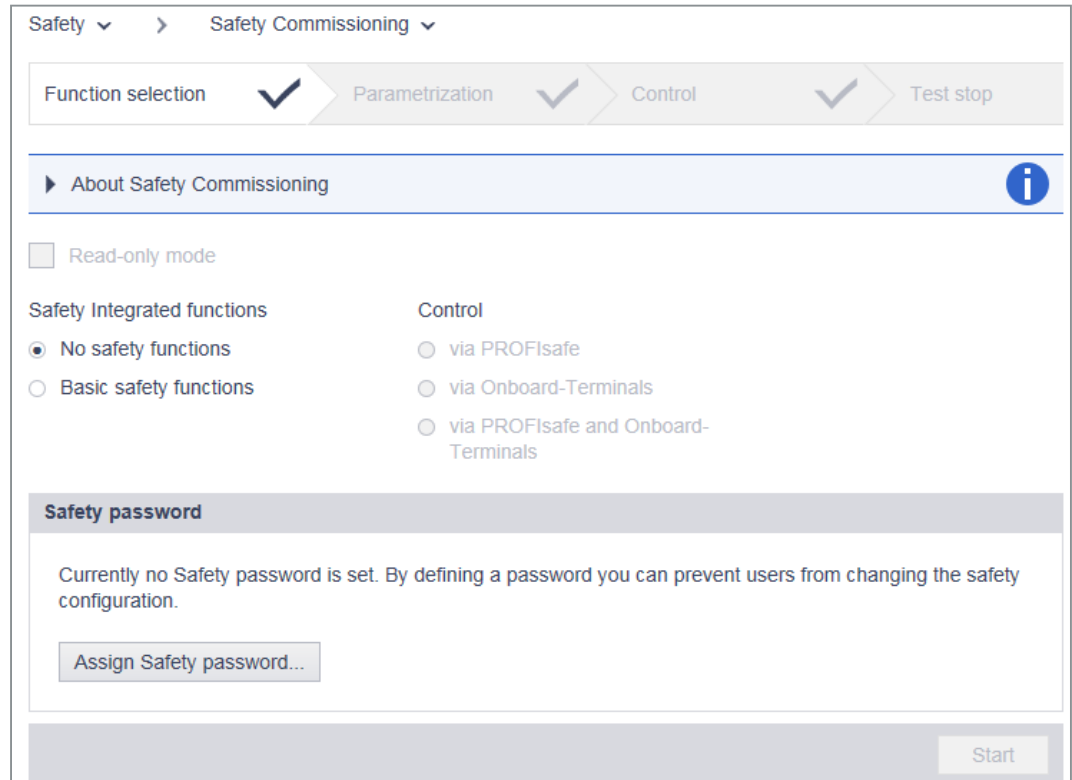 Safety > Safety Commissioning
Function selection Parametrization Control Test stop
About Safety Commissioning
Read-only mode
Safety Integrated functions Control
No safety functions via PROFIsafe
Basic safety functions via Onboard-Terminals
via PROFIsafe and Onboard-
Terminals
Safety password
Currently no Safety password is set. By defining a password you can prevent users from changing the safety
configuration.
Assign Safety password...
Start